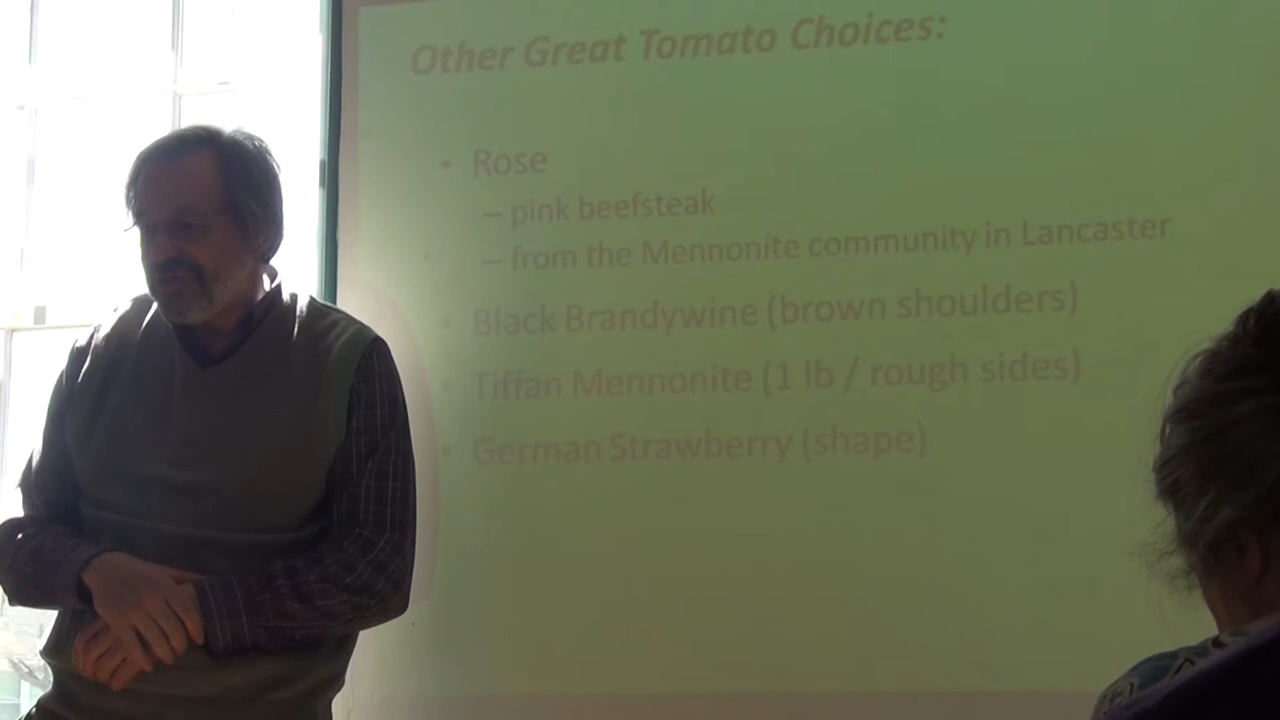 Other Great Tomato Choices:
• Rose
– pink beefsteak
– from the Mennonite community in Lancaster
• Black Brandywine (brown shoulders)
• Tiffan Mennonite (1 lb / rough sides)
• German Strawberry (shape)